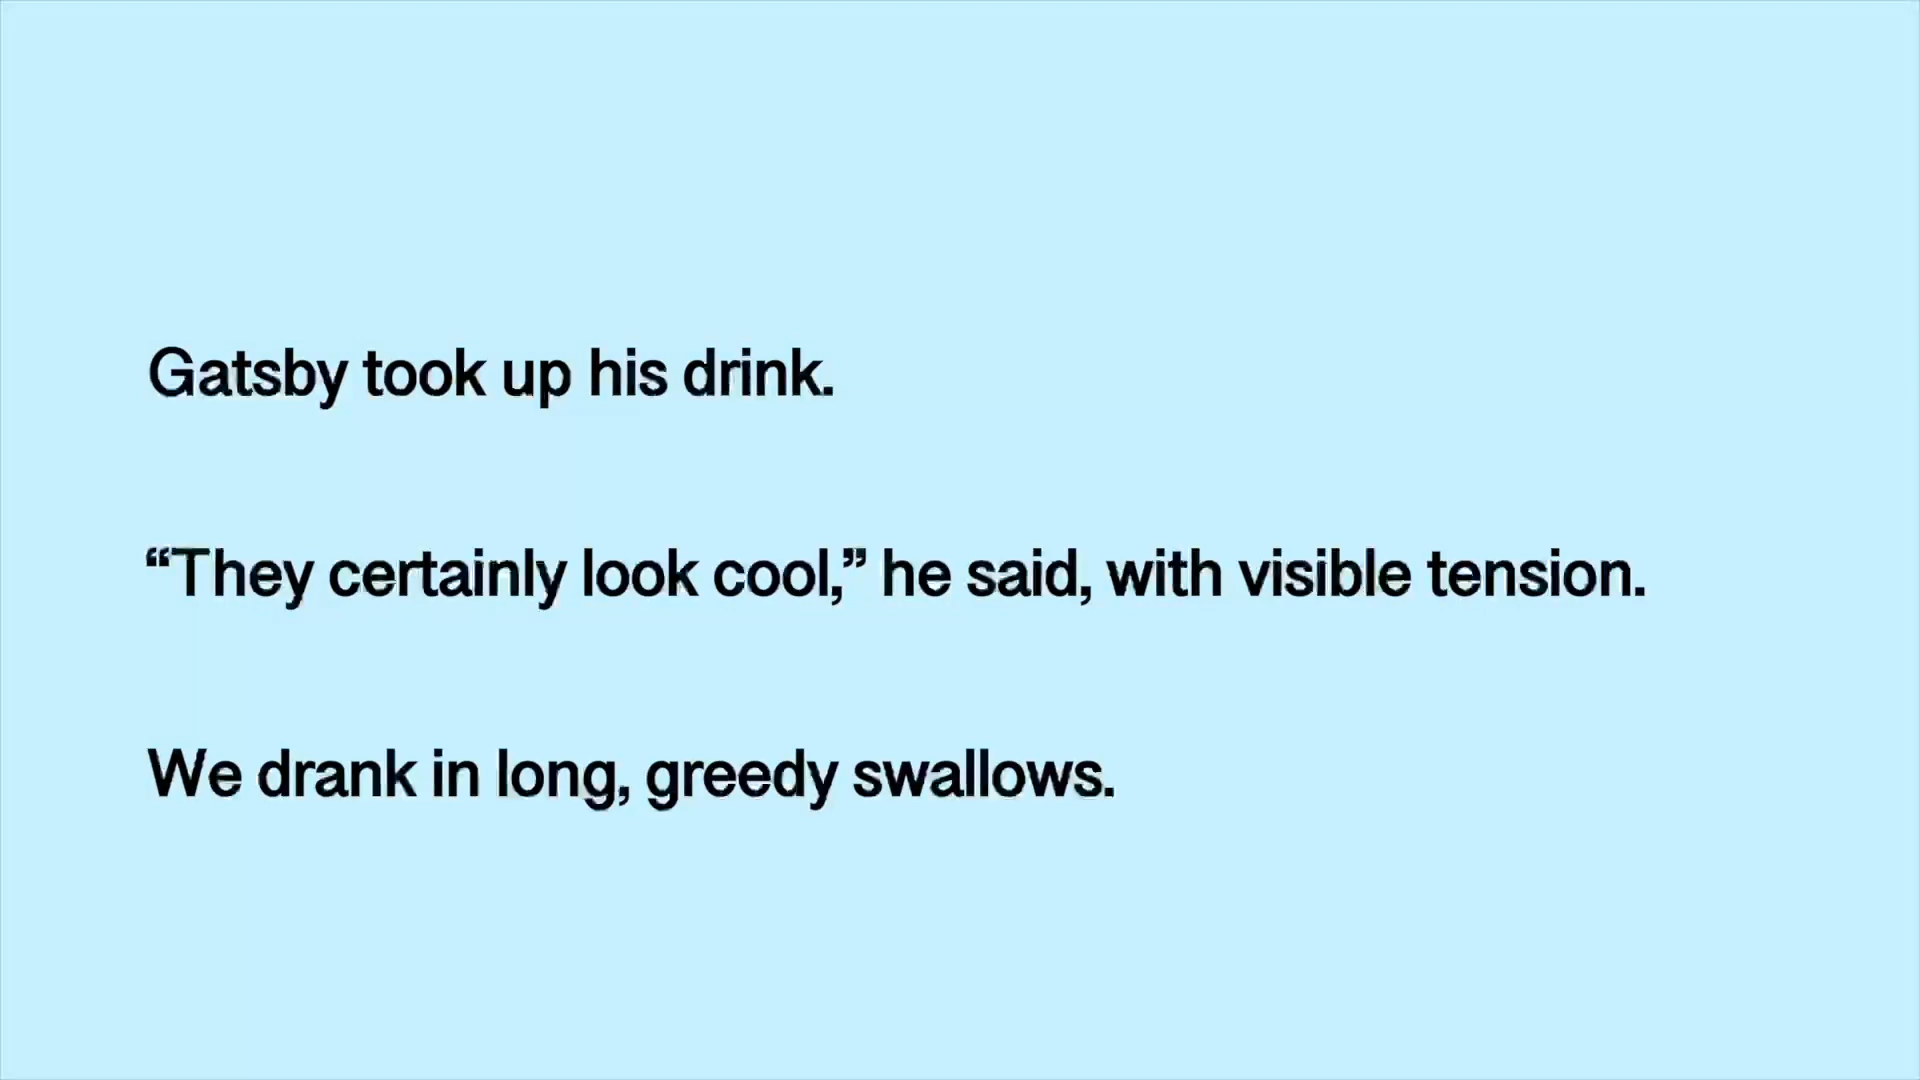 Gatsby took up his drink.
“They certainly look cool,” he said, with visible tension.
We drank in long, greedy swallows.